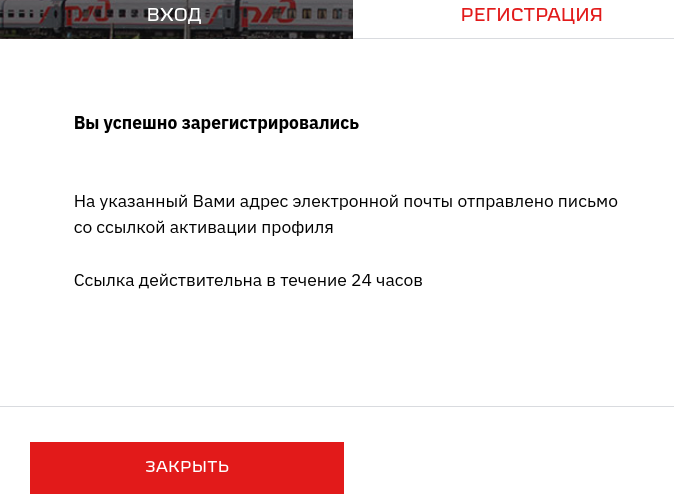 ВХОД
РЕГИСТРАЦИЯ
Вы успешно зарегистрировались
На указанный Вами адрес электронной почты отправлено письмо
со ссылкой активации профиля
Ссылка действительна в течение 24 часов
ЗАКРЫТЬ